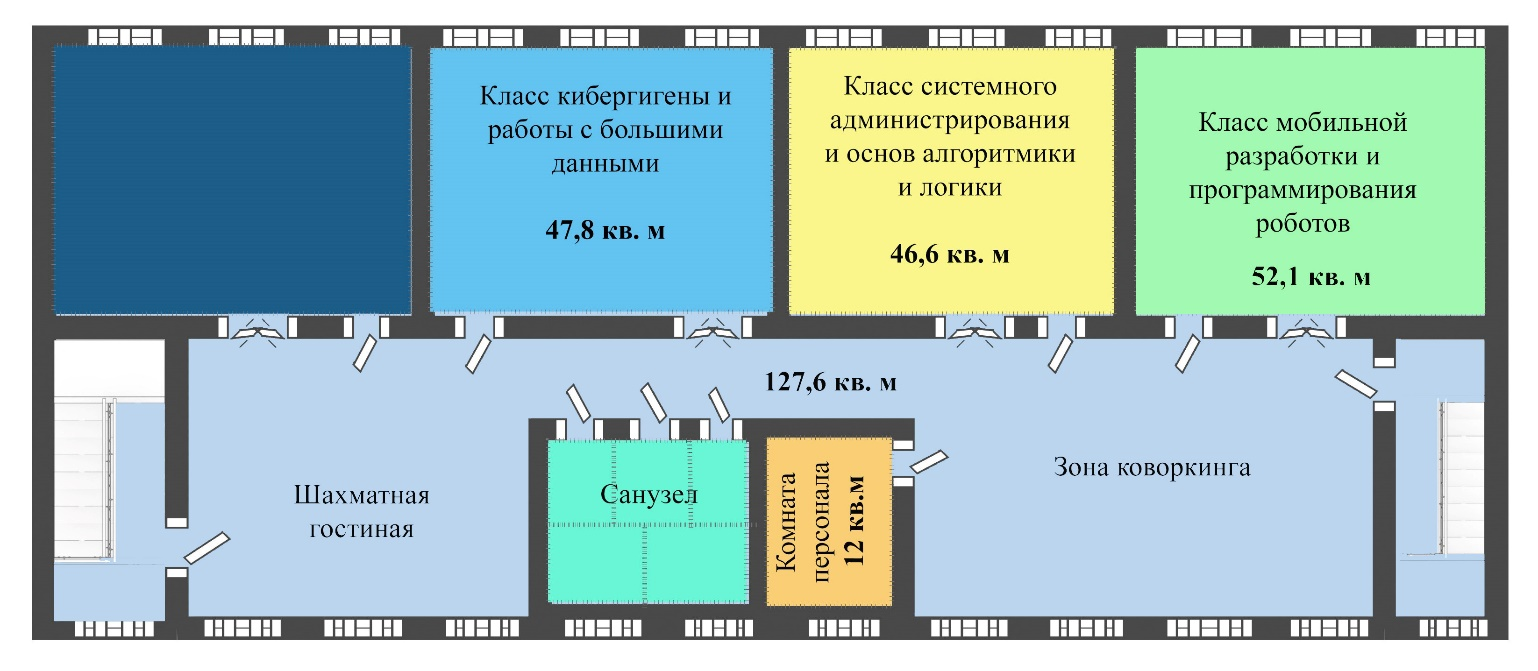 Класс кибергигены и
работы с большими
данными
47,8 кв. м
Класс системного
администрирования
и основ алгоритмики
и логики
46,6 кв. м
Класс мобильной
разработки и
программирования
роботов
52,1 кв. м
127,6 кв. м
Шахматная
гостиная
Санузел
Комната
персонала
12 кв.м
Зона коворкинга